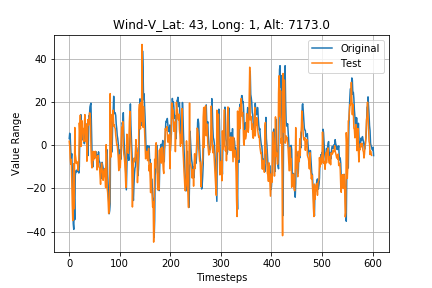 Wind-V_Lat: 43, Long: 1, Alt: 7173.0
Original
Test
Value Range
40
20
0
−20
−40
0 100 200 300 400 500 600
Timesteps